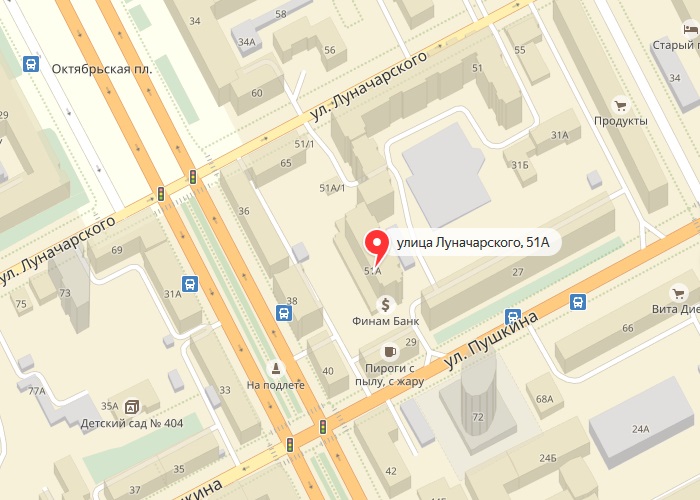 58
34А
56
Октябрьская пл.
60
ул. Луначарского
51
55
Старый п
34
Продукты
29
31А
51/1
65
31Б
51А/1
36
ул. Луначарского
69
улица Луначарского, 51А
51А
27
73
75
31А
38
Финам Банк
Вита Дие
66
29
ул. Пушкина
Пироги с
пылу, с жару
40
На подлете
33
77А
35А
Детский сад № 404
68А
72
24А
37
35
42
24Б
шкина